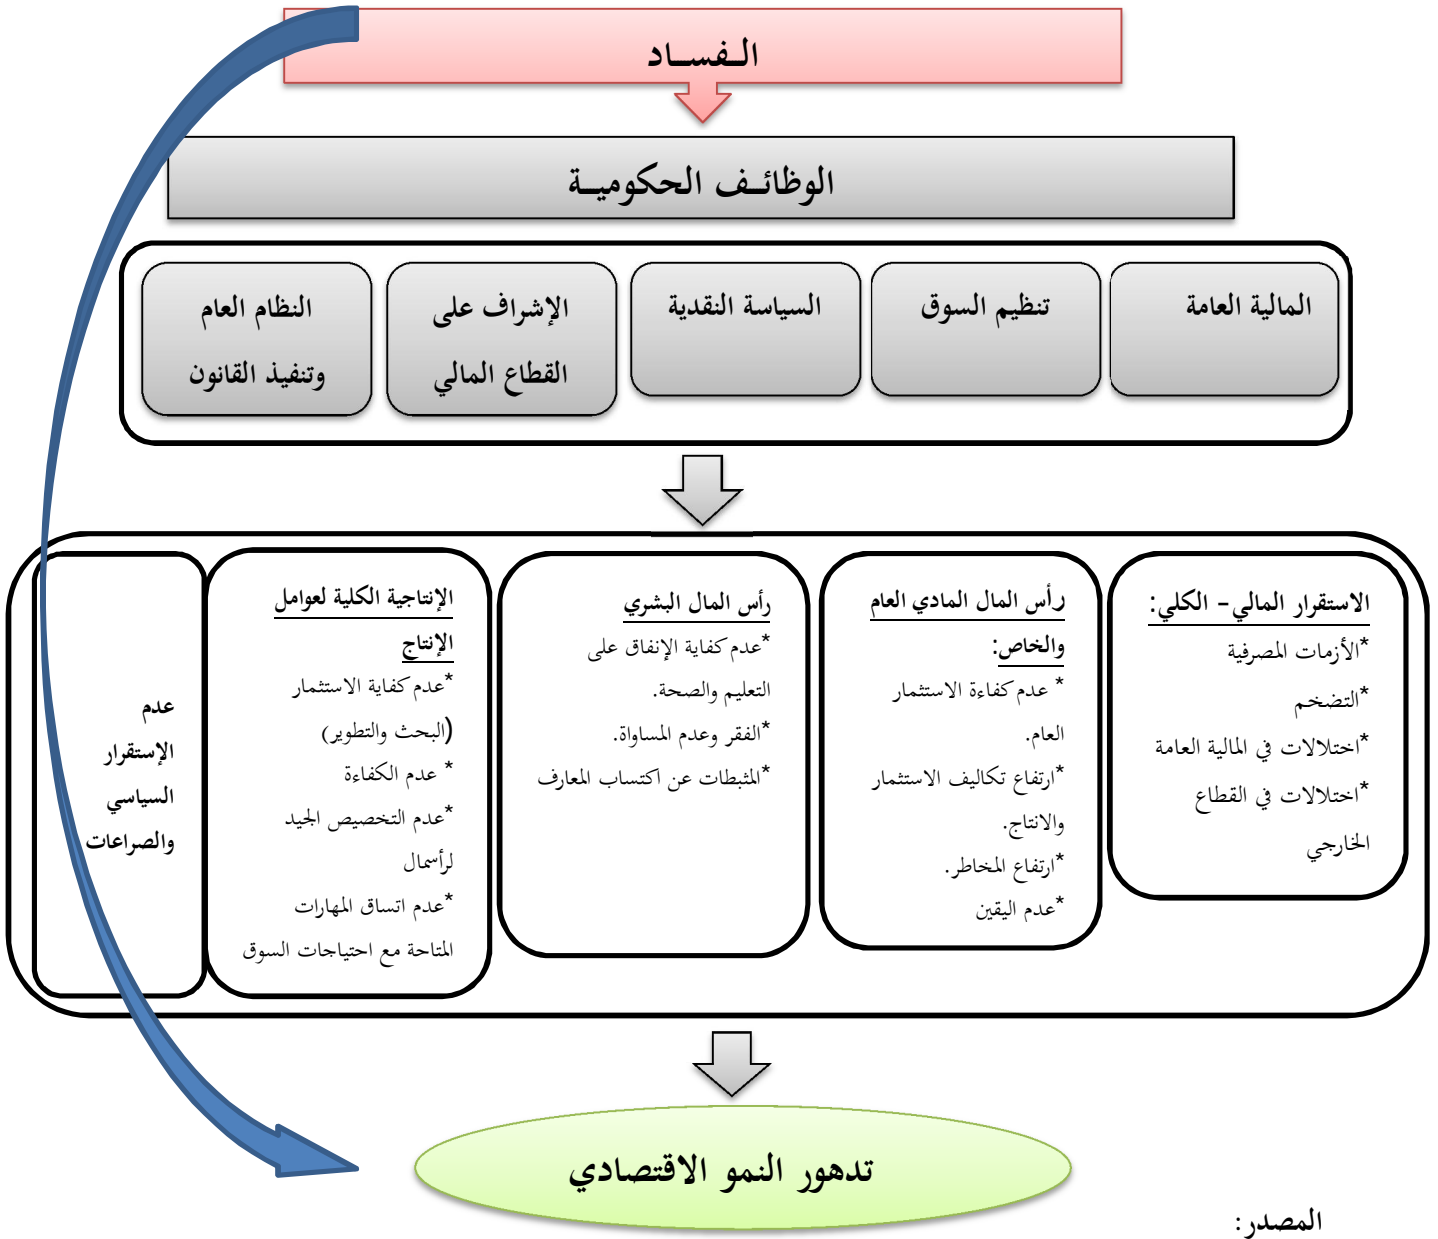 الـفسـاد
الوظائـف الحكوميـة
المالية العامة
تنظيم السوق
السياسة النقدية
الإشراف على
القطاع المالي
النظام العام
وتنفيذ القانون
الاستقرار المالي- الكلي:
*الأزمات المصرفية
*التضخم
*اختلالات في المالية العامة
*اختلالات في القطاع
الخارجي
رأس المال المادي العام
والخاص:
* عدم كفاءة الاستثمار
العام.
*ارتفاع تكاليف الاستثمار
والانتاج.
*ارتفاع المخاطر.
*عدم اليقين
رأس المال البشري
*عدم كفاية الإنفاق على
التعليم والصحة.
*الفقر وعدم المساواة.
*المثبطات عن اكتساب المعارف
الإنتاجية الكلية لعوامل
الإنتاج
*عدم كفاية الاستثمار
(البحث والتطوير)
* عدم الكفاءة
*عدم التخصيص الجيد
لرأسمال
*عدم اتساق المهارات
المتاحة مع احتياجات السوق
عدم
الإستقرار
السياسي
والصراعات
تدهور النمو الاقتصادي
المصدر: